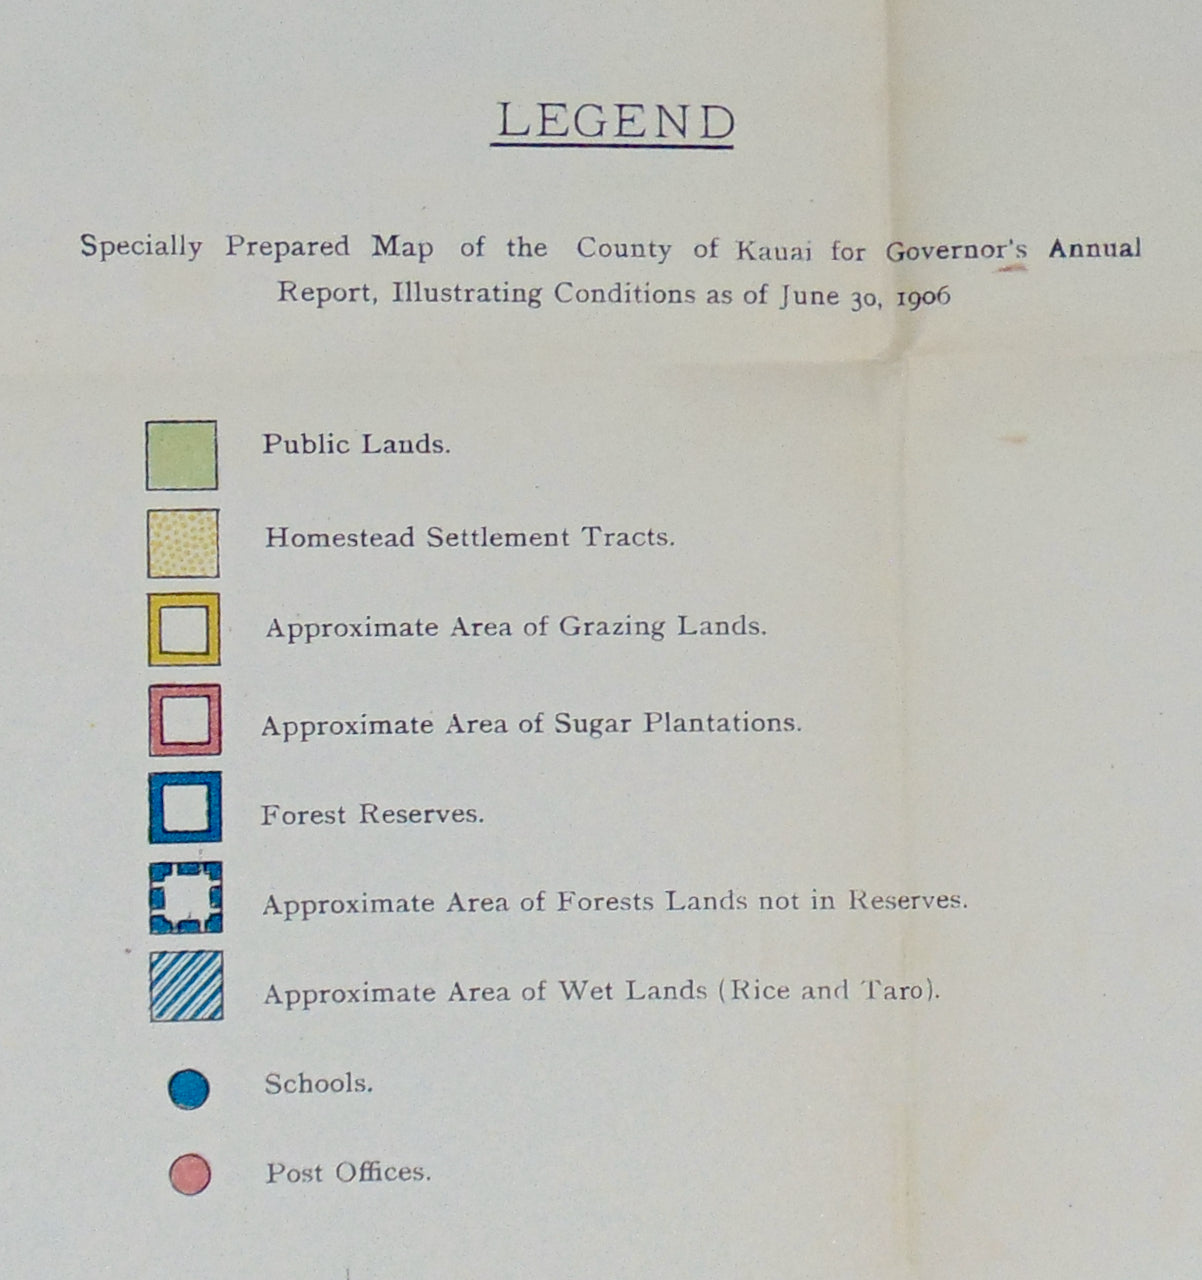 LEGEND
Specially Prepared Map of the County of Kauai for Governor's Annual
Report, Illustrating Conditions as of June 30, 1906
Public Lands.
Homestead Settlement Tracts.
Approximate Area of Grazing Lands.
Approximate Area of Sugar Plantations.
Forest Reserves.
Approximate Area of Forests Lands not in Reserves.
Approximate Area of Wet Lands (Rice and Taro).
Schools.
Post Offices.